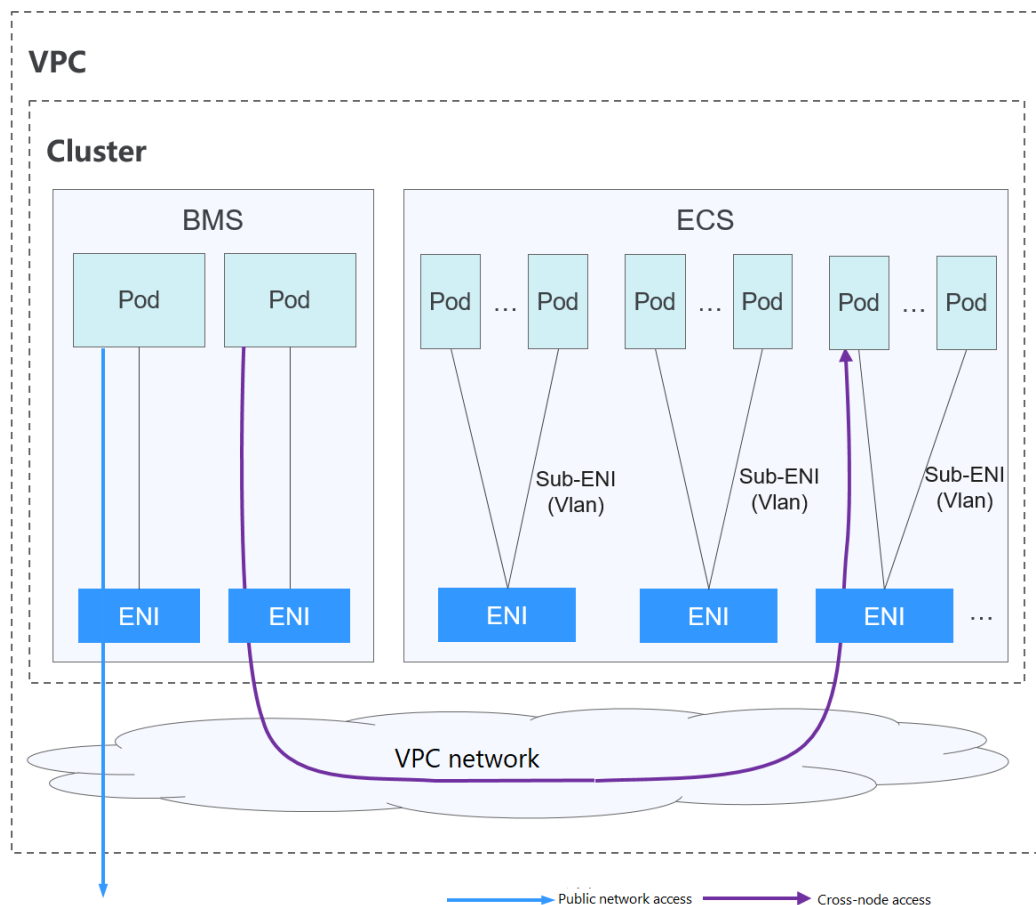 VPC
Cluster
BMS
ECS
Pod
Pod
Pod ... Pod
Pod ... Pod
Pod ... Pod
Sub-ENI
(Vlan)
Sub-ENI
(Vlan)
Sub-ENI
(Vlan)
ENI
ENI
ENI
ENI
ENI
...
VPC network
Public network access
Cross-node access